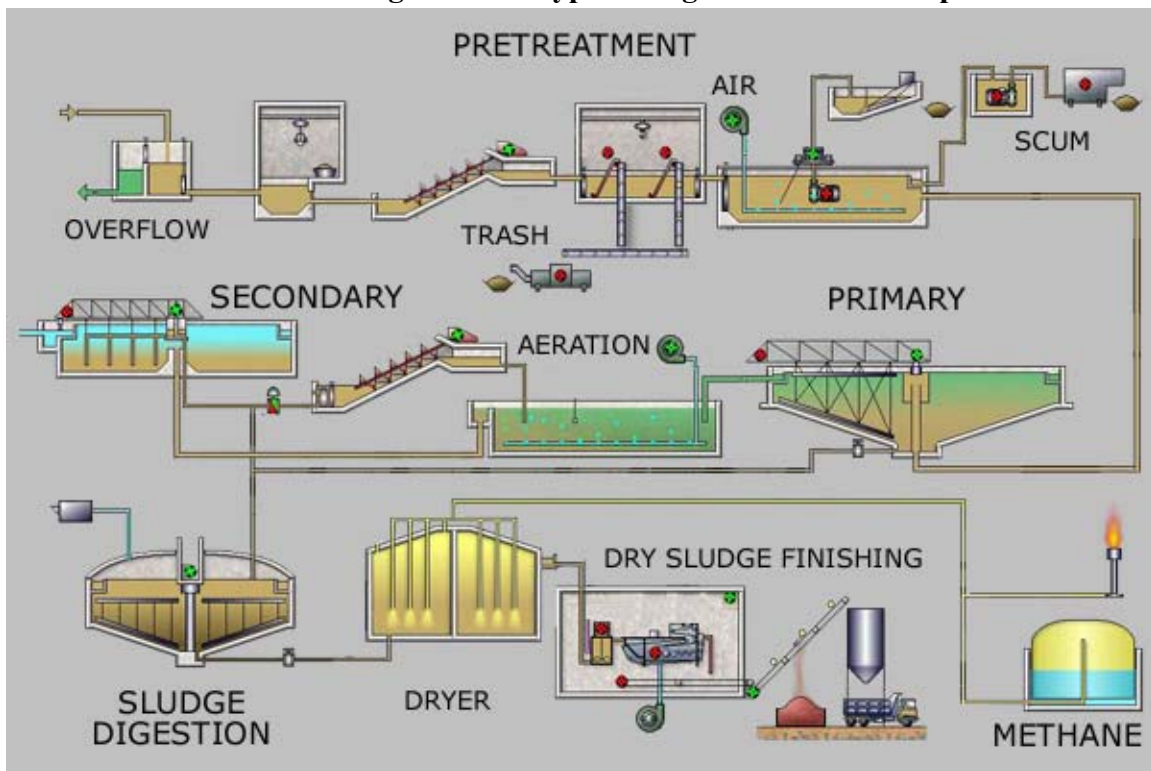 PRETREATMENT
AIR
SCUM
OVERFLOW
TRASH
SECONDARY
PRIMARY
AERATION
DRY SLUDGE FINISHING
SLUDGE
DIGESTION
DRYER
METHANE